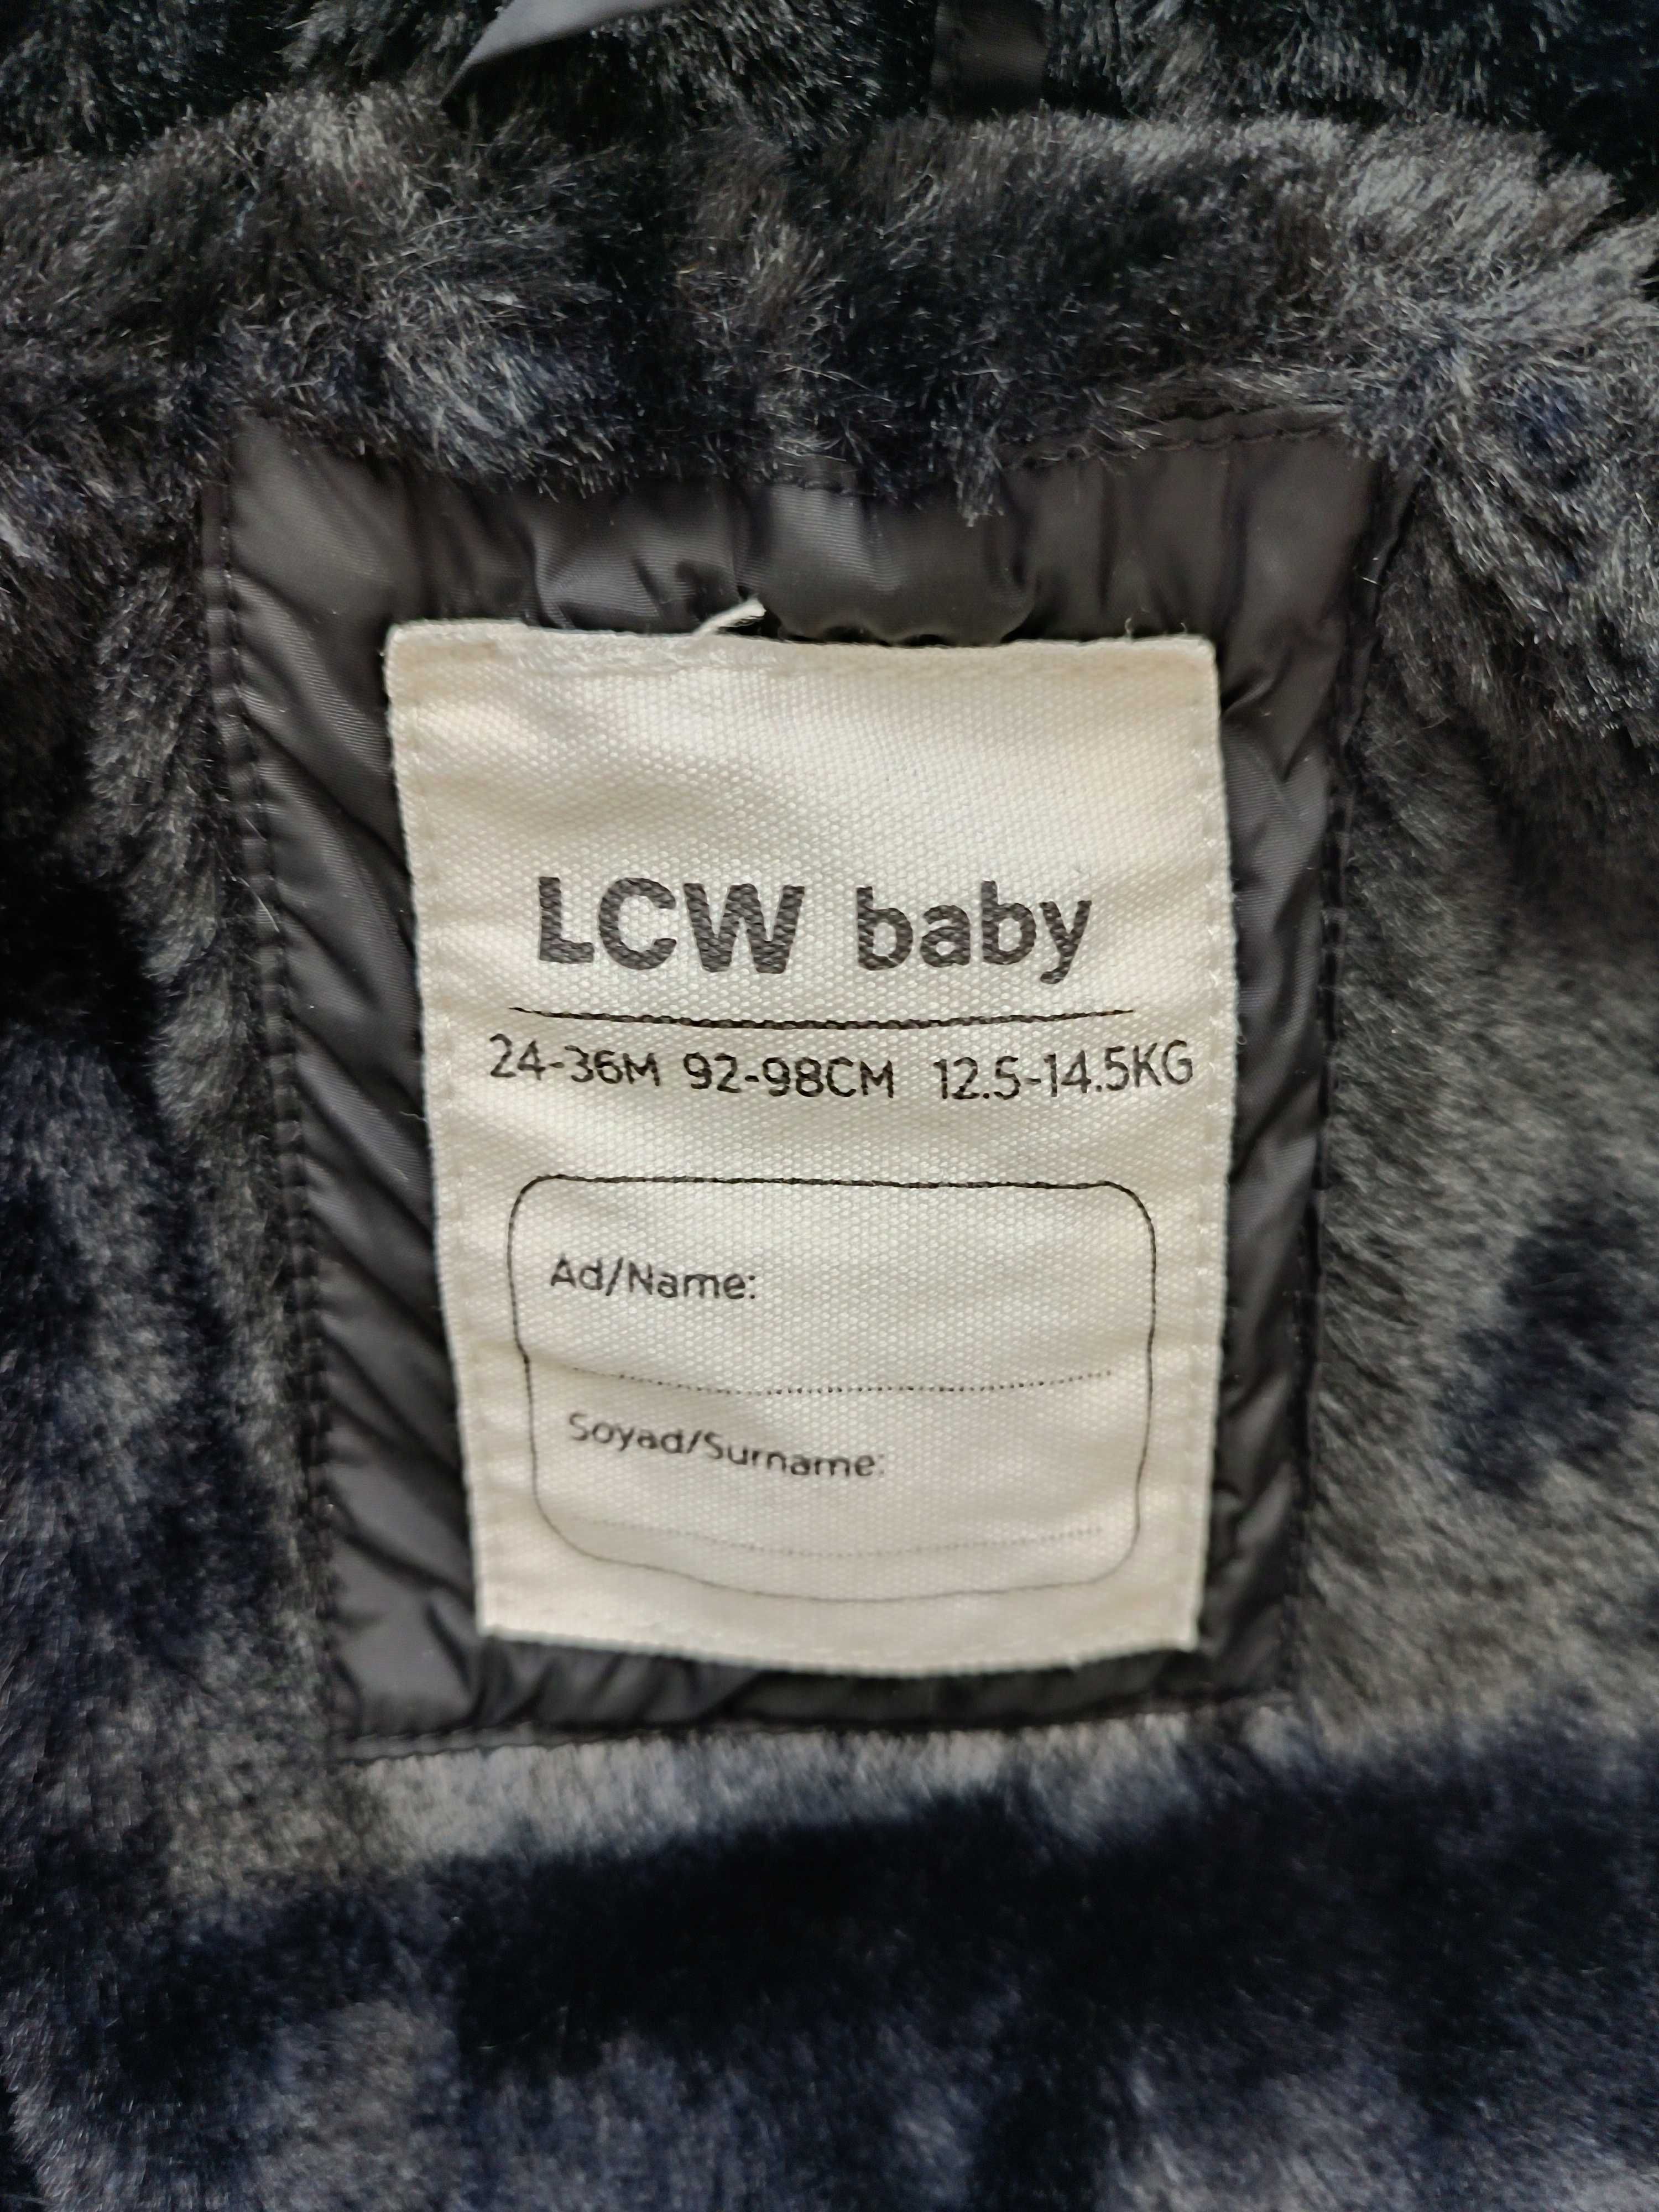 LCW baby
24-36M 92-98CM 12.5-14.5KG
Ad/Name:
Soyad/Surname: